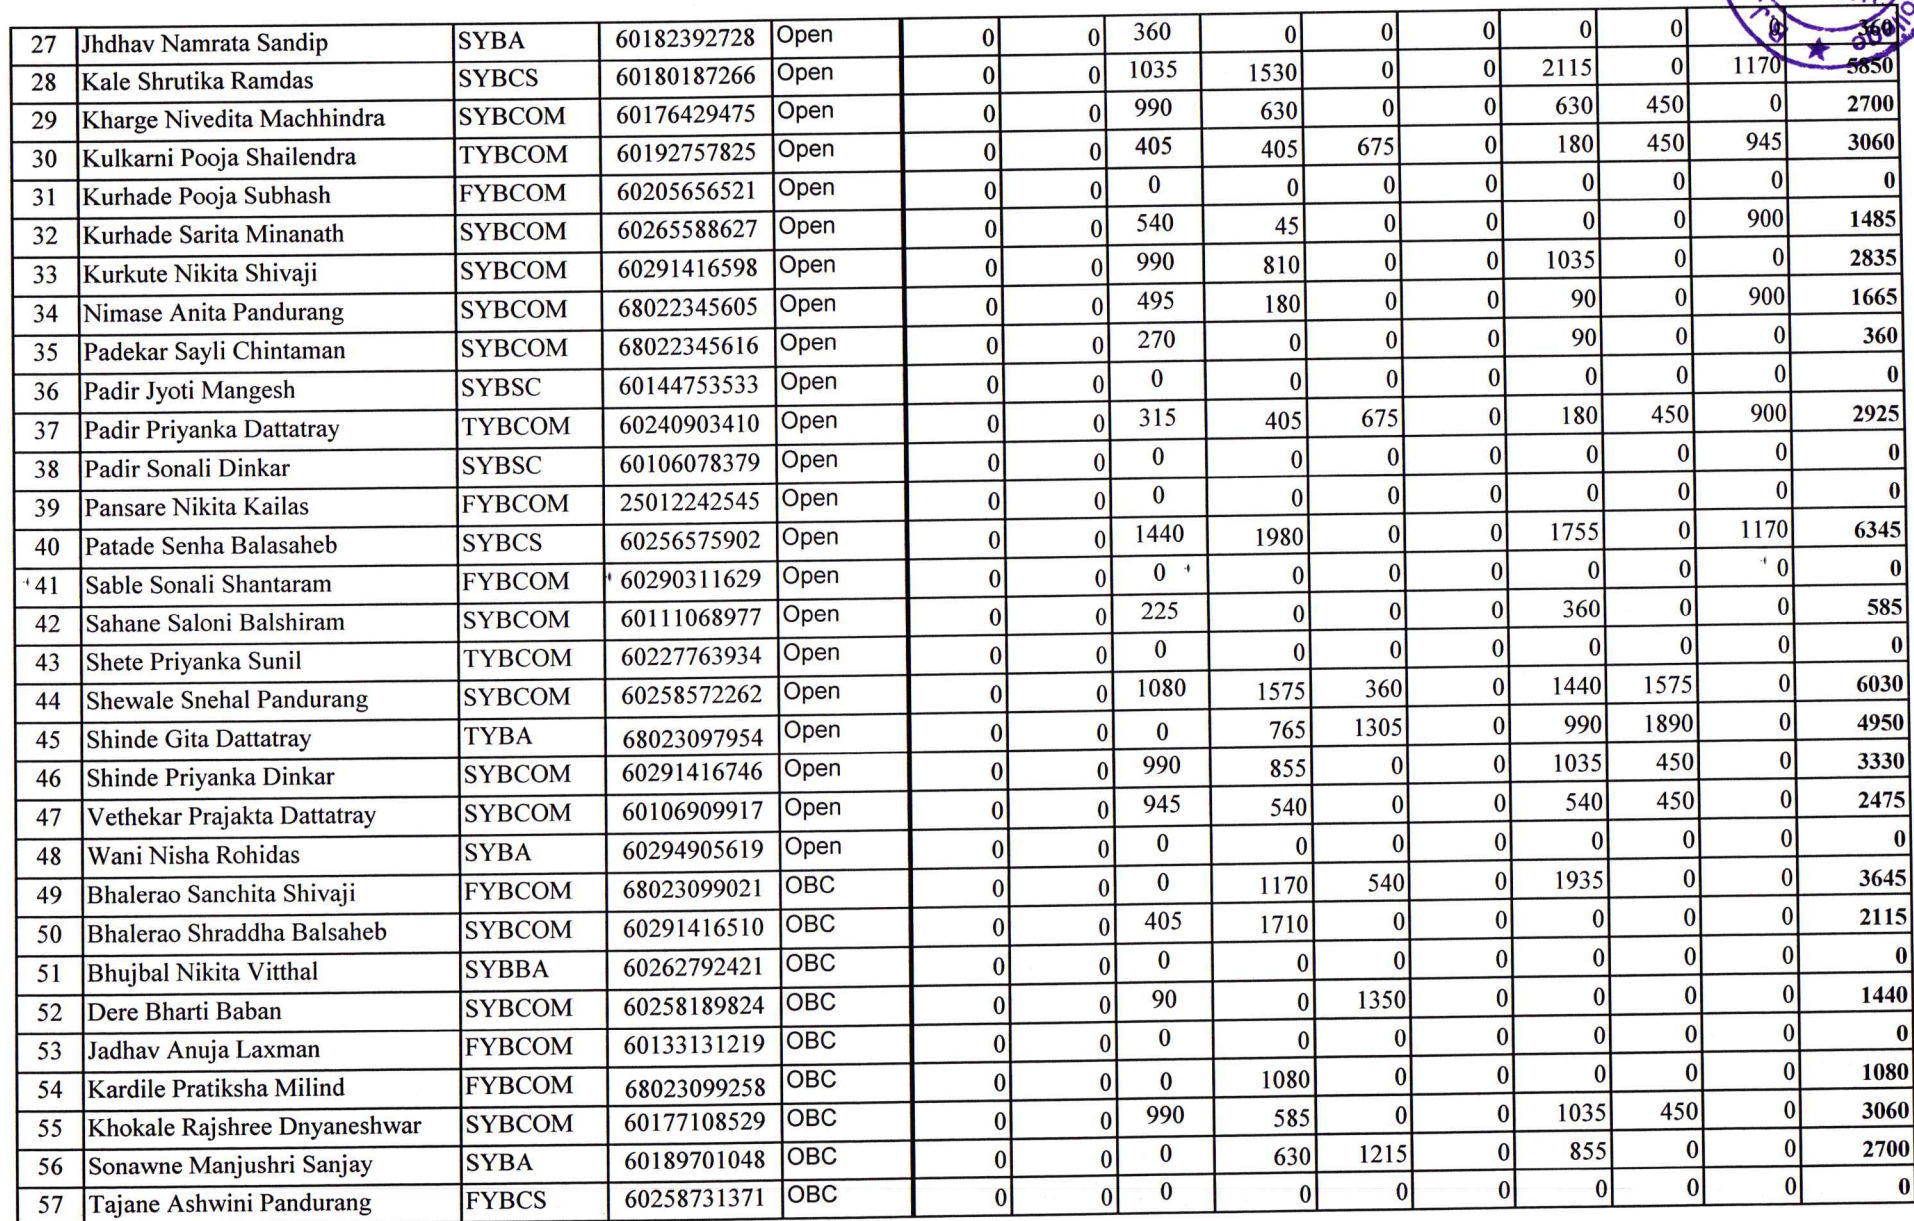 27 Jhdhav Namrata Sandip SYBA 60182392728 Open 0 0 360 0 0 0 0 0 0 360
28 Kale Shrutika Ramdas SYBCS 60180187266 Open 0 0 1035 1530 0 0 2115 0 1170 5850
29 Kharge Nivedita Machhindra SYBCOM 60176429475 Open 0 0 990 630 0 0 630 450 0 2700
30 Kulkarni Pooja Shailendra TYBCOM 60192757825 Open 0 0 405 405 675 0 180 450 945 3060
31 Kurhade Pooja Subhash FYBCOM 60205656521 Open 0 0 0 0 0 0 0 0 0 0
32 Kurhade Sarita Minanath SYBCOM 60265588627 Open 0 0 540 45 0 0 0 0 900 1485
33 Kurkute Nikita Shivaji SYBCOM 60291416598 Open 0 0 990 810 0 0 1035 0 0 2835
34 Nimase Anita Pandurang SYBCOM 68022345605 Open 0 0 495 180 0 0 90 0 900 1665
35 Padekar Sayli Chintaman SYBCOM 68022345616 Open 0 0 270 0 0 0 90 0 0 360
36 Padir Jyoti Mangesh SYBSC 60144753533 Open 0 0 0 0 0 0 0 0 0 0
37 Padir Priyanka Dattatray TYBCOM 60240903410 Open 0 0 315 405 675 0 180 450 900 2925
38 Padir Sonali Dinkar SYBSC 60106078379 Open 0 0 0 0 0 0 0 0 0 0
39 Pansare Nikita Kailas FYBCOM 25012242545 Open 0 0 0 0 0 0 0 0 0 0
40 Patade Senha Balasaheb SYBCS 60256575902 Open 0 0 1440 1980 0 0 1755 0 1170 6345
41 Sable Sonali Shantaram FYBCOM 60290311629 Open 0 0 0 0 0 0 0 0 0 0
42 Sahane Saloni Balshiram SYBCOM 60111068977 Open 0 0 225 0 0 0 360 0 0 585
43 Shete Priyanka Sunil TYBCOM 60227763934 Open 0 0 0 0 0 0 0 0 0 0
44 Shewale Snehal Pandurang SYBCOM 60258572262 Open 0 0 1080 1575 360 0 1440 1575 0 6030
45 Shinde Gita Dattatray TYBA 68023097954 Open 0 0 0 765 1305 0 990 1890 0 4950
46 Shinde Priyanka Dinkar SYBCOM 60291416746 Open 0 0 990 855 0 0 1035 450 0 3330
47 Vethekar Prajakta Dattatray SYBCOM 60106909917 Open 0 0 945 540 0 0 540 450 0 2475
48 Wani Nisha Rohidas SYBA 60294905619 Open 0 0 0 0 0 0 0 0 0 0
49 Bhalerao Sanchita Shivaji FYBCOM 68023099021 OBC 0 0 0 1170 540 0 1935 0 0 3645
50 Bhalerao Shraddha Balsaheb SYBCOM 60291416510 OBC 0 0 405 1710 0 0 0 0 0 2115
51 Bhujbal Nikita Vitthal SYBBA 60262792421 OBC 0 0 0 0 0 0 0 0 0 0
52 Dere Bharti Baban SYBCOM 60258189824 OBC 0 0 90 0 1350 0 0 0 0 1440
53 Jadhav Anuja Laxman FYBCOM 60133131219 OBC 0 0 0 0 0 0 0 0 0 0
54 Kardile Pratiksha Milind FYBCOM 68023099258 OBC 0 0 0 1080 0 0 0 0 0 1080
55 Khokale Rajshree Dnyaneshwar SYBCOM 60177108529 OBC 0 0 990 585 0 0 1035 450 0 3060
56 Sonawne Manjushri Sanjay SYBA 60189701048 OBC 0 0 0 630 1215 0 855 0 0 2700
57 Tajane Ashwini Pandurang FYBCS 60258731371 OBC 0 0 0 0 0 0 0 0 0 0